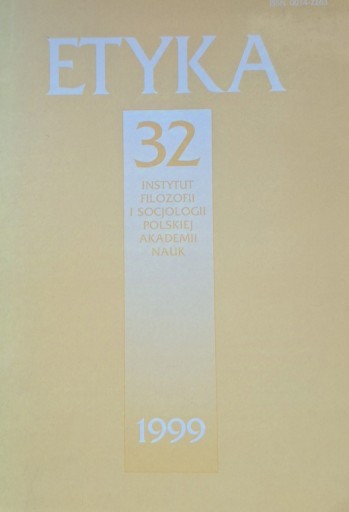 ETYKA
32
INSTYTUT
FILOZOFII
I SOCJOLOGII
POLSKIEJ
AKADEMII
NAUK
1999